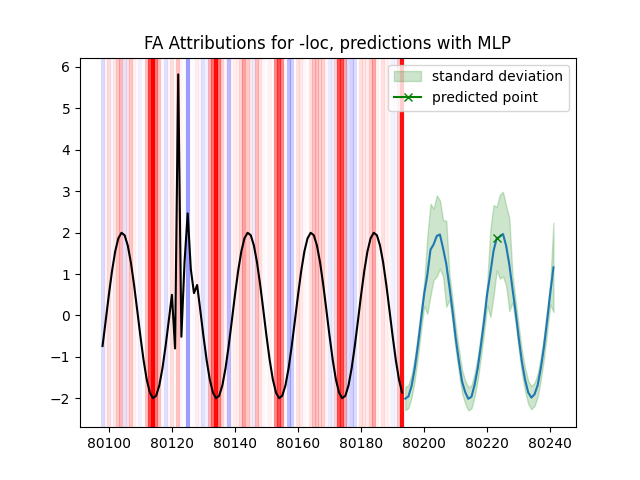 FA Attributions for -loc, predictions with MLP
standard deviation
predicted point
6
5
4
3
2
1
0
−1
−2
80100 80120 80140 80160 80180 80200 80220 80240